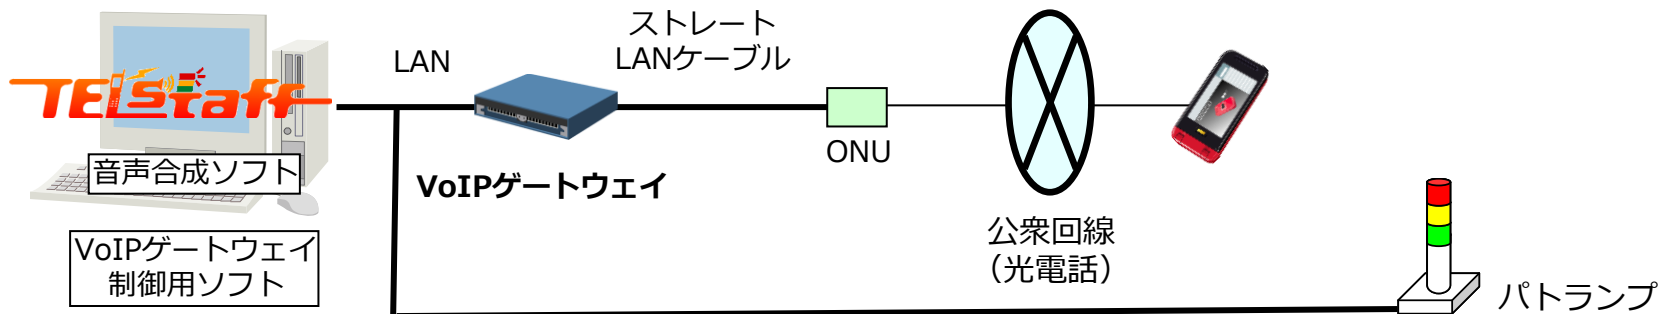 TELstaff
音声合成ソフト
VoIPゲートウェイ
制御用ソフト
LAN
VoIPゲートウェイ
ストレート
LANケーブル
ONU
公衆回線
（光電話）
パトランプ